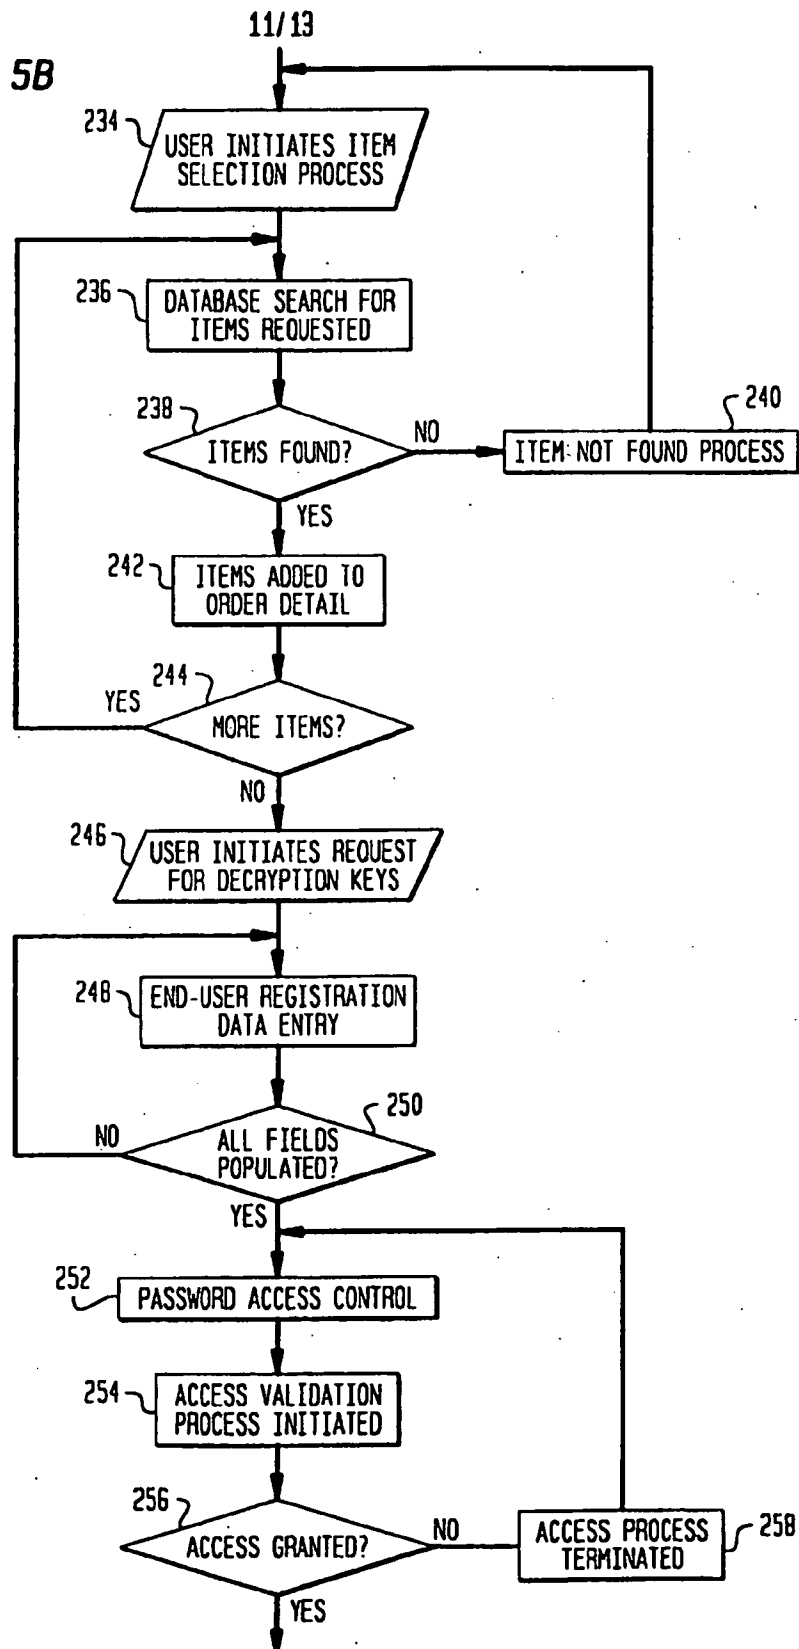 11/13
5B
234
USER INITIATES ITEM
SELECTION PROCESS
236
DATABASE SEARCH FOR
ITEMS REQUESTED
238
ITEMS FOUND?
NO
240
ITEM NOT FOUND PROCESS
YES
242
ITEMS ADDED TO
ORDER DETAIL
244
YES
MORE ITEMS?
NO
246
USER INITIATES REQUEST
FOR DECRYPTION KEYS
248
END-USER REGISTRATION
DATA ENTRY
250
NO
ALL FIELDS
POPULATED?
YES
252
PASSWORD ACCESS CONTROL
254
ACCESS VALIDATION
PROCESS INITIATED
256
ACCESS GRANTED?
NO
ACCESS PROCESS
TERMINATED
258
YES